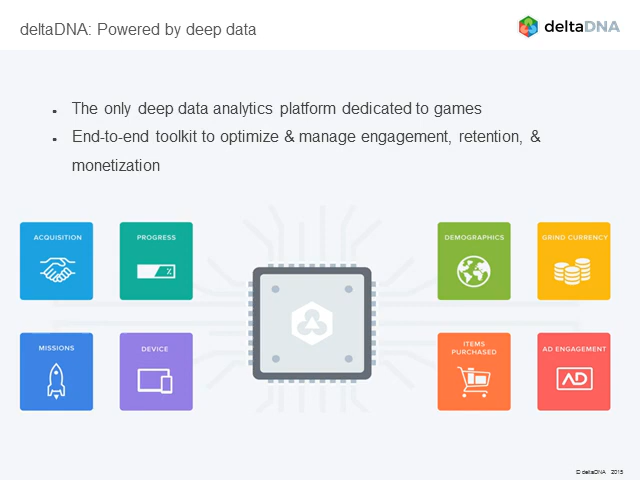 deltaDNA: Powered by deep data
deltaDNA
• The only deep data analytics platform dedicated to games
• End-to-end toolkit to optimize & manage engagement, retention, &
monetization
ACQUISITION
PROGRESS
DEMOGRAPHICS
GRIND CURRENCY
%
MISSIONS
DEVICE
ITEMS
PURCHASED
AD ENGAGEMENT
AD
© deltaDNA 2015